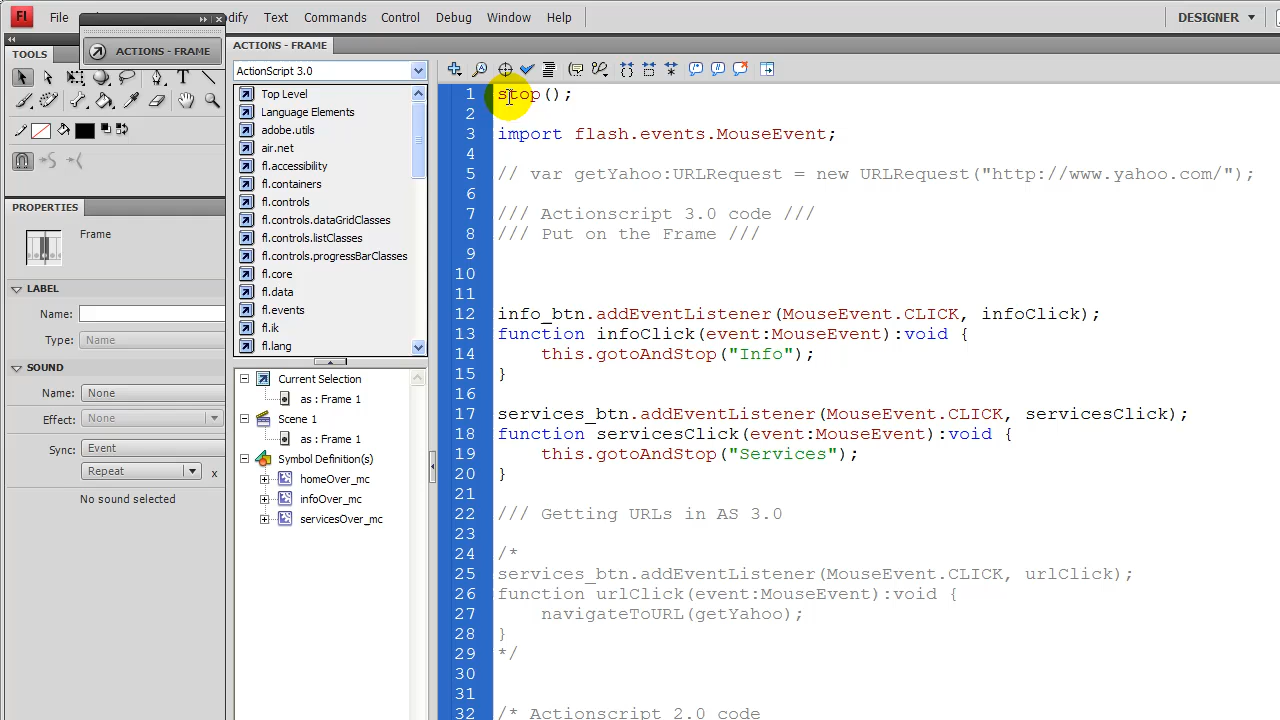 Fl File dify Text Commands Control Debug Window Help DESIGNER
ACTIONS - FRAME
TOOLS
PROPERTIES
Frame
LABEL
Name:
Type: Name
SOUND
Name: None
Effect: None
Sync: Event
Repeat x
No sound selected
ACTIONS - FRAME
ActionScript 3.0
Top Level
Language Elements
adobe.utils
air.net
fl.accessibility
fl.containers
fl.controls
fl.controls.dataGridClasses
fl.controls.listClasses
fl.controls.progressBarClasses
fl.core
fl.data
fl.events
fl.ik
fl.lang
Current Selection
as : Frame 1
Scene 1
as : Frame 1
Symbol Definition(s)
homeOver_mc
infoOver_mc
servicesOver_mc
1 stop();
2
3 import flash.events.MouseEvent;
4
5 // var getYahoo:URLRequest = new URLRequest("http://www.yahoo.com/");
6
7 /// Actionscript 3.0 code ///
8 /// Put on the Frame ///
9
10
11
12 info_btn.addEventListener(MouseEvent.CLICK, infoClick);
13 function infoClick(event:MouseEvent):void {
14 this.gotoAndStop("Info");
15 }
16
17 services_btn.addEventListener(MouseEvent.CLICK, servicesClick);
18 function servicesClick(event:MouseEvent):void {
19 this.gotoAndStop("Services");
20 }
21
22 /// Getting URLs in AS 3.0
23
24 /*
25 services_btn.addEventListener(MouseEvent.CLICK, urlClick);
26 function urlClick(event:MouseEvent):void {
27 navigateToURL(getYahoo);
28 }
29 */
30
31
32 /* Actionscript 2.0 code